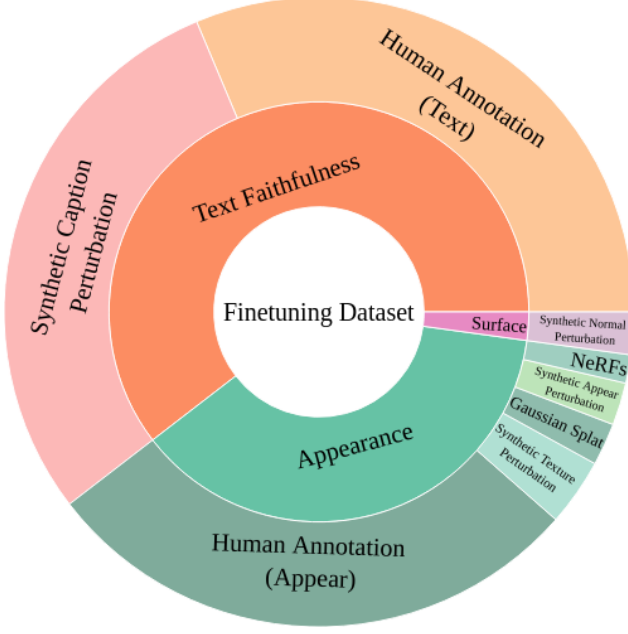 Human Annotation
(Text)
Synthetic Caption
Perturbation
Text Faithfulness
Finetuning Dataset
Surface
Synthetic Normal
Perturbation
NeRFs
Synthetic Appear
Perturbation
Gaussian Splat
Synthetic Texture
Perturbation
Appearance
Human Annotation
(Appear)